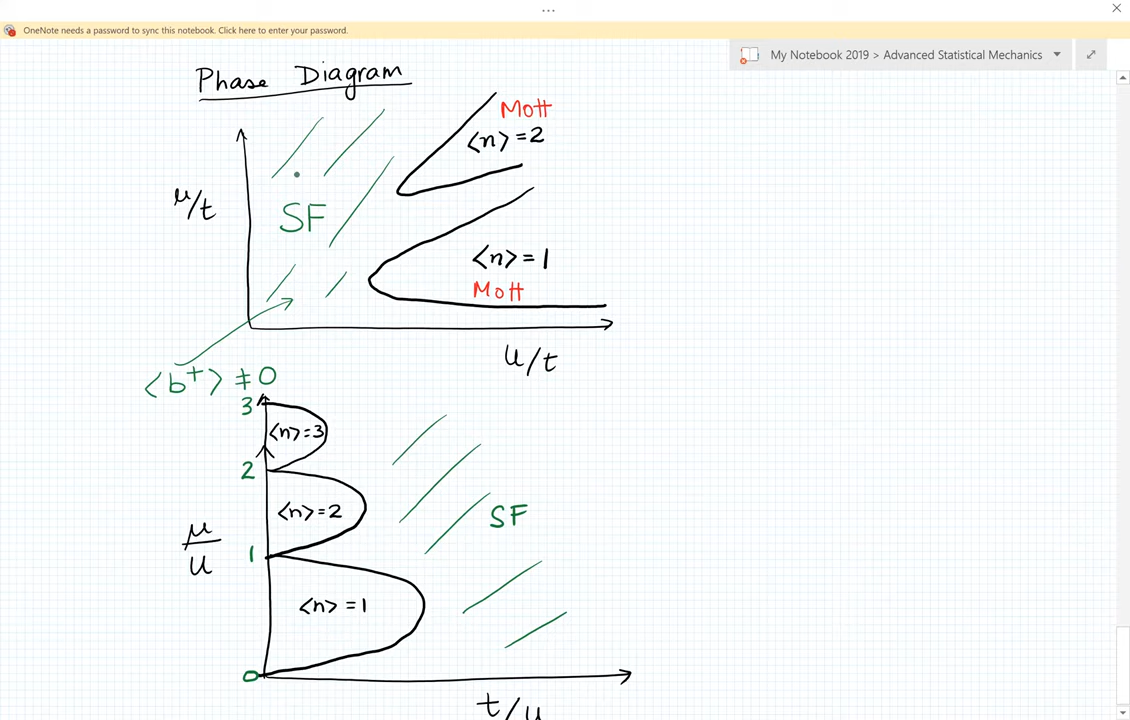 ...
OneNote needs a password to sync this notebook. Click here to enter your password.
My Notebook 2019 > Advanced Statistical Mechanics
Phase Diagram
Mott
⟨n⟩ = 2
μ/t
SF
⟨n⟩ = 1
Mott
U/t
⟨b†⟩ ≠ 0
3
⟨n⟩=3
2
⟨n⟩=2
SF
μ/U
1
⟨n⟩ = 1
0
t/U